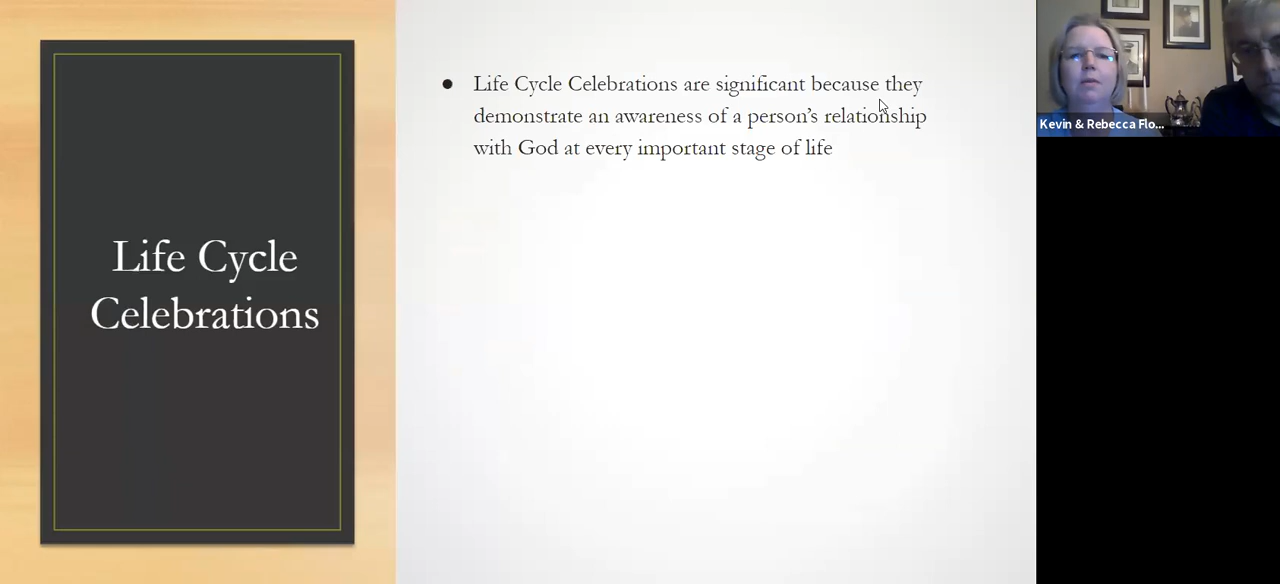 Life Cycle
Celebrations
● Life Cycle Celebrations are significant because they
demonstrate an awareness of a person’s relationship
with God at every important stage of life
Kevin & Rebecca Flo...